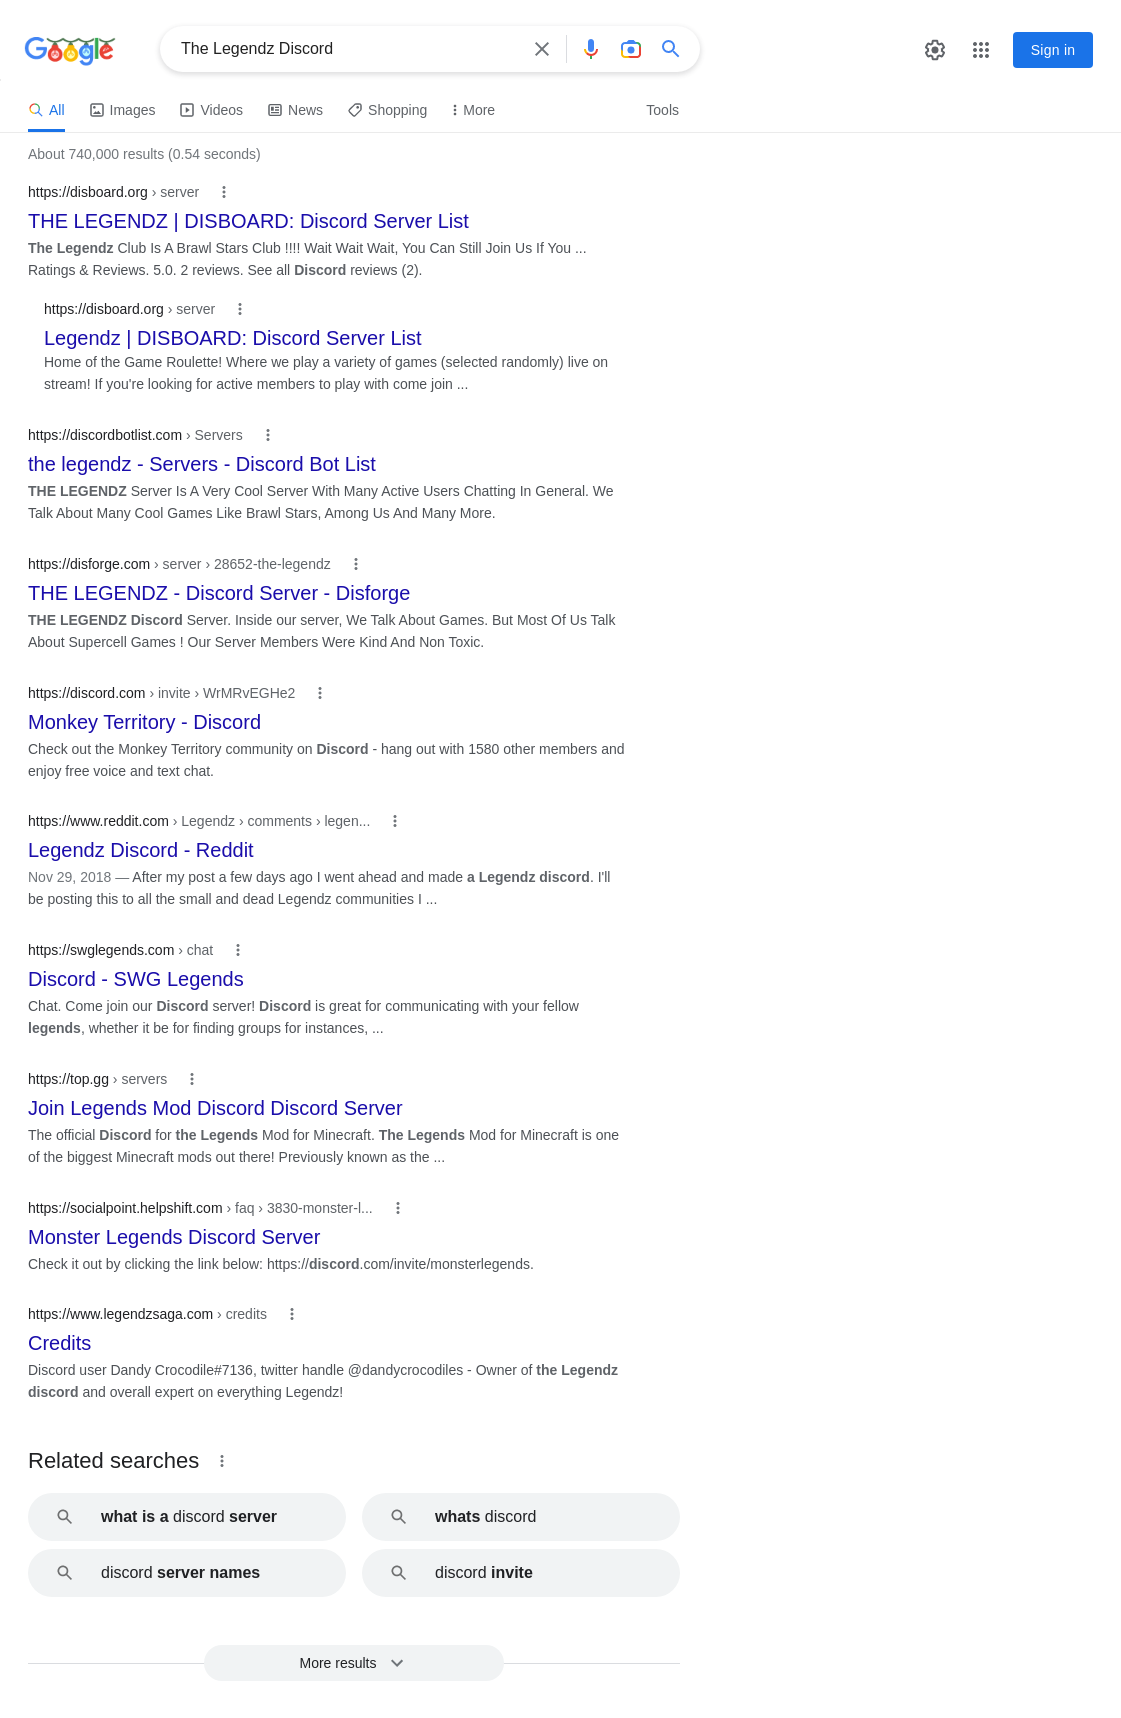 Google
The Legendz Discord
Sign in
All
Images
Videos
News
Shopping
More
Tools
About 740,000 results (0.54 seconds)
https://disboard.org › server
THE LEGENDZ | DISBOARD: Discord Server List
The Legendz Club Is A Brawl Stars Club !!!! Wait Wait Wait, You Can Still Join Us If You ...
Ratings & Reviews. 5.0. 2 reviews. See all Discord reviews (2).
https://disboard.org › server
Legendz | DISBOARD: Discord Server List
Home of the Game Roulette! Where we play a variety of games (selected randomly) live on
stream! If you're looking for active members to play with come join ...
https://discordbotlist.com › Servers
the legendz - Servers - Discord Bot List
THE LEGENDZ Server Is A Very Cool Server With Many Active Users Chatting In General. We
Talk About Many Cool Games Like Brawl Stars, Among Us And Many More.
https://disforge.com › server › 28652-the-legendz
THE LEGENDZ - Discord Server - Disforge
THE LEGENDZ Discord Server. Inside our server, We Talk About Games. But Most Of Us Talk
About Supercell Games ! Our Server Members Were Kind And Non Toxic.
https://discord.com › invite › WrMRvEGHe2
Monkey Territory - Discord
Check out the Monkey Territory community on Discord - hang out with 1580 other members and
enjoy free voice and text chat.
https://www.reddit.com › Legendz › comments › legen...
Legendz Discord - Reddit
Nov 29, 2018 — After my post a few days ago I went ahead and made a Legendz discord. I'll
be posting this to all the small and dead Legendz communities I ...
https://swglegends.com › chat
Discord - SWG Legends
Chat. Come join our Discord server! Discord is great for communicating with your fellow
legends, whether it be for finding groups for instances, ...
https://top.gg › servers
Join Legends Mod Discord Discord Server
The official Discord for the Legends Mod for Minecraft. The Legends Mod for Minecraft is one
of the biggest Minecraft mods out there! Previously known as the ...
https://socialpoint.helpshift.com › faq › 3830-monster-l...
Monster Legends Discord Server
Check it out by clicking the link below: https://discord.com/invite/monsterlegends.
https://www.legendzsaga.com › credits
Credits
Discord user Dandy Crocodile#7136, twitter handle @dandycrocodiles - Owner of the Legendz
discord and overall expert on everything Legendz!
Related searches
what is a discord server
whats discord
discord server names
discord invite
More results